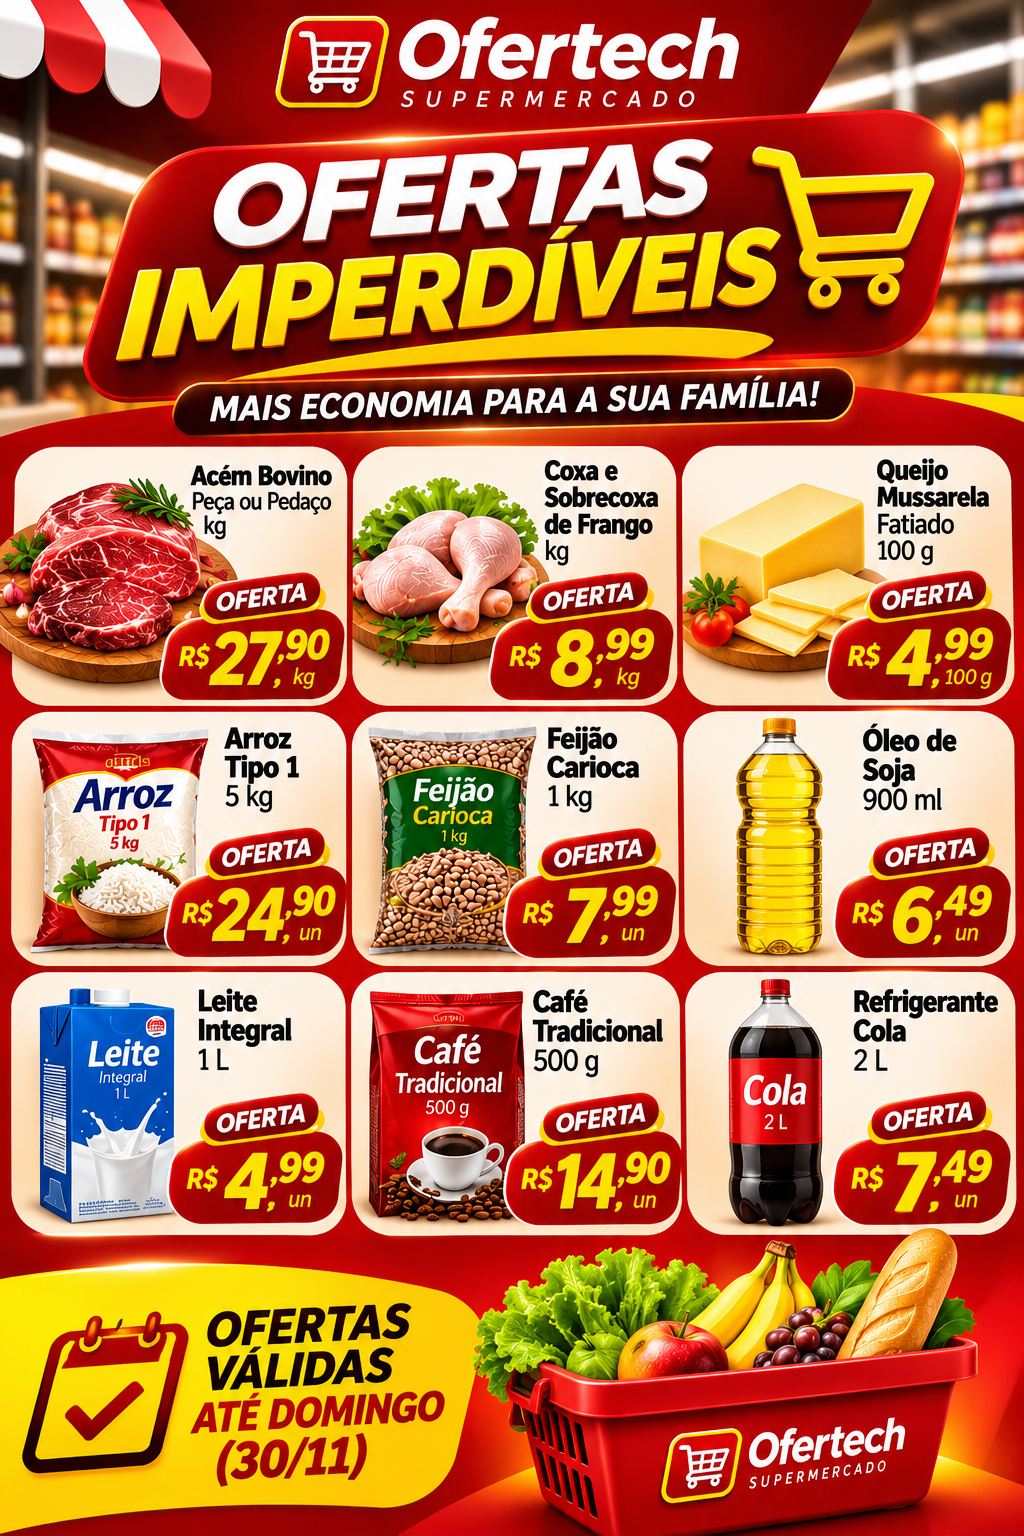 Ofertech
SUPERMERCADO
OFERTAS
IMPERDÍVEIS
MAIS ECONOMIA PARA A SUA FAMÍLIA!
Acém Bovino
Peça ou Pedaço
kg
OFERTA
R$ 27,90
kg
Coxa e
Sobrecoxa
de Frango
kg
OFERTA
R$ 8,99
kg
Queijo
Mussarela
Fatiado
100 g
OFERTA
R$ 4,99
100 g
Arroz
Tipo 1
5 kg
Arroz
Tipo 1
5 kg
OFERTA
R$ 24,90
un
Feijão
Carioca
1 kg
Feijão
Carioca
1 kg
OFERTA
R$ 7,99
un
Óleo de
Soja
900 ml
OFERTA
R$ 6,49
un
Leite
Integral
1 L
Leite
Integral
1 L
OFERTA
R$ 4,99
un
Café
Tradicional
500 g
Café
Tradicional
500 g
OFERTA
R$ 14,90
un
Refrigerante
Cola
2 L
Cola
2 L
OFERTA
R$ 7,49
un
OFERTAS
VÁLIDAS
ATÉ DOMINGO
(30/11)
Ofertech
SUPERMERCADO